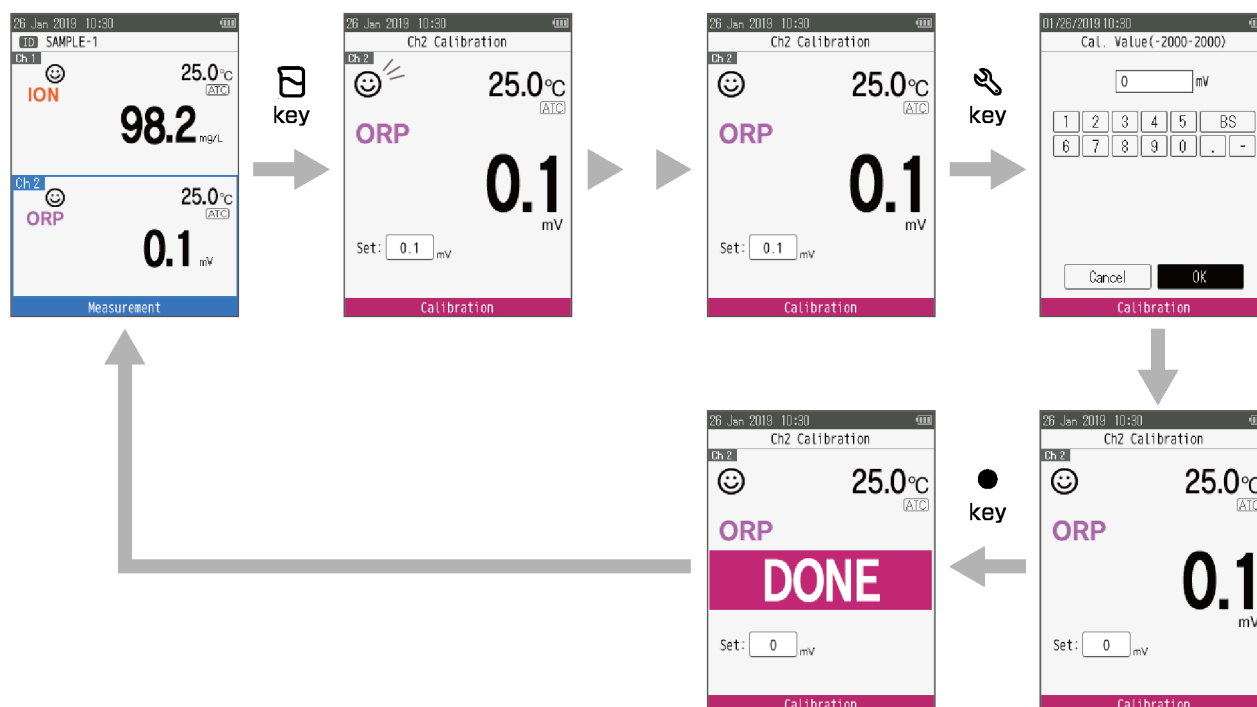 26 Jan 2019 10:30
ID SAMPLE-1
Ch 1
25.0°C
ATC
ION
98.2 mg/L
Ch 2
25.0°C
ATC
ORP
0.1 mV
Measurement
key
26 Jan 2019 10:30
Ch2 Calibration
Ch 2
25.0°C
ATC
ORP
0.1
mV
Set: 0.1 mV
Calibration
26 Jan 2019 10:30
Ch2 Calibration
Ch 2
25.0°C
ATC
ORP
0.1
mV
Set: 0.1 mV
Calibration
key
01/26/2019 10:30
Cal. Value(-2000-2000)
0 mV
1 2 3 4 5 BS
6 7 8 9 0 . -
Cancel OK
Calibration
26 Jan 2019 10:30
Ch2 Calibration
Ch 2
25.0°C
ATC
ORP
0.1
mV
Set: 0 mV
Calibration
key
26 Jan 2019 10:30
Ch2 Calibration
Ch 2
25.0°C
ATC
ORP
DONE
Set: 0 mV
Calibration